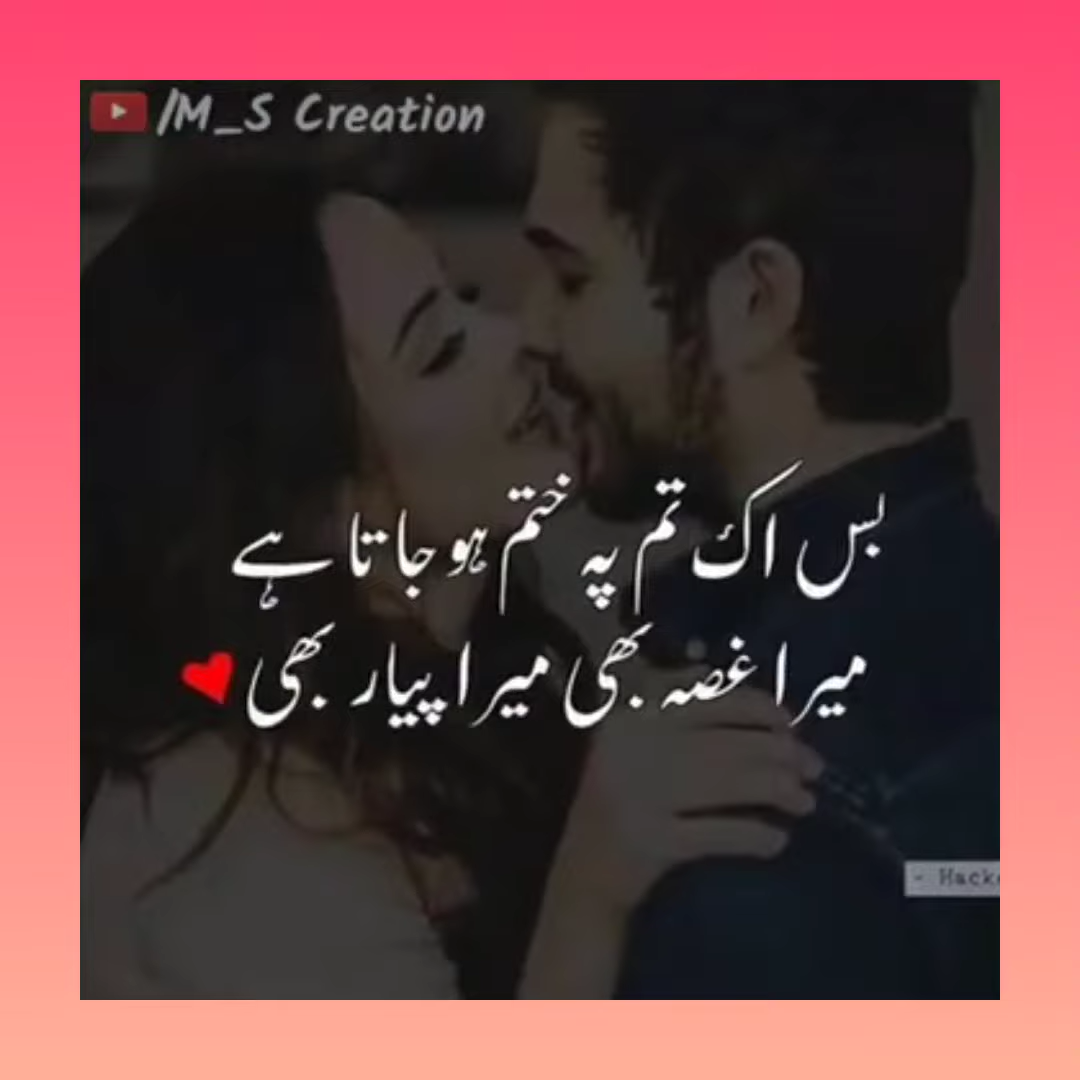 /M_S Creation
بس اک تم پہ ختم ہو جاتا ہے
میرا غصہ بھی میرا پیار بھی